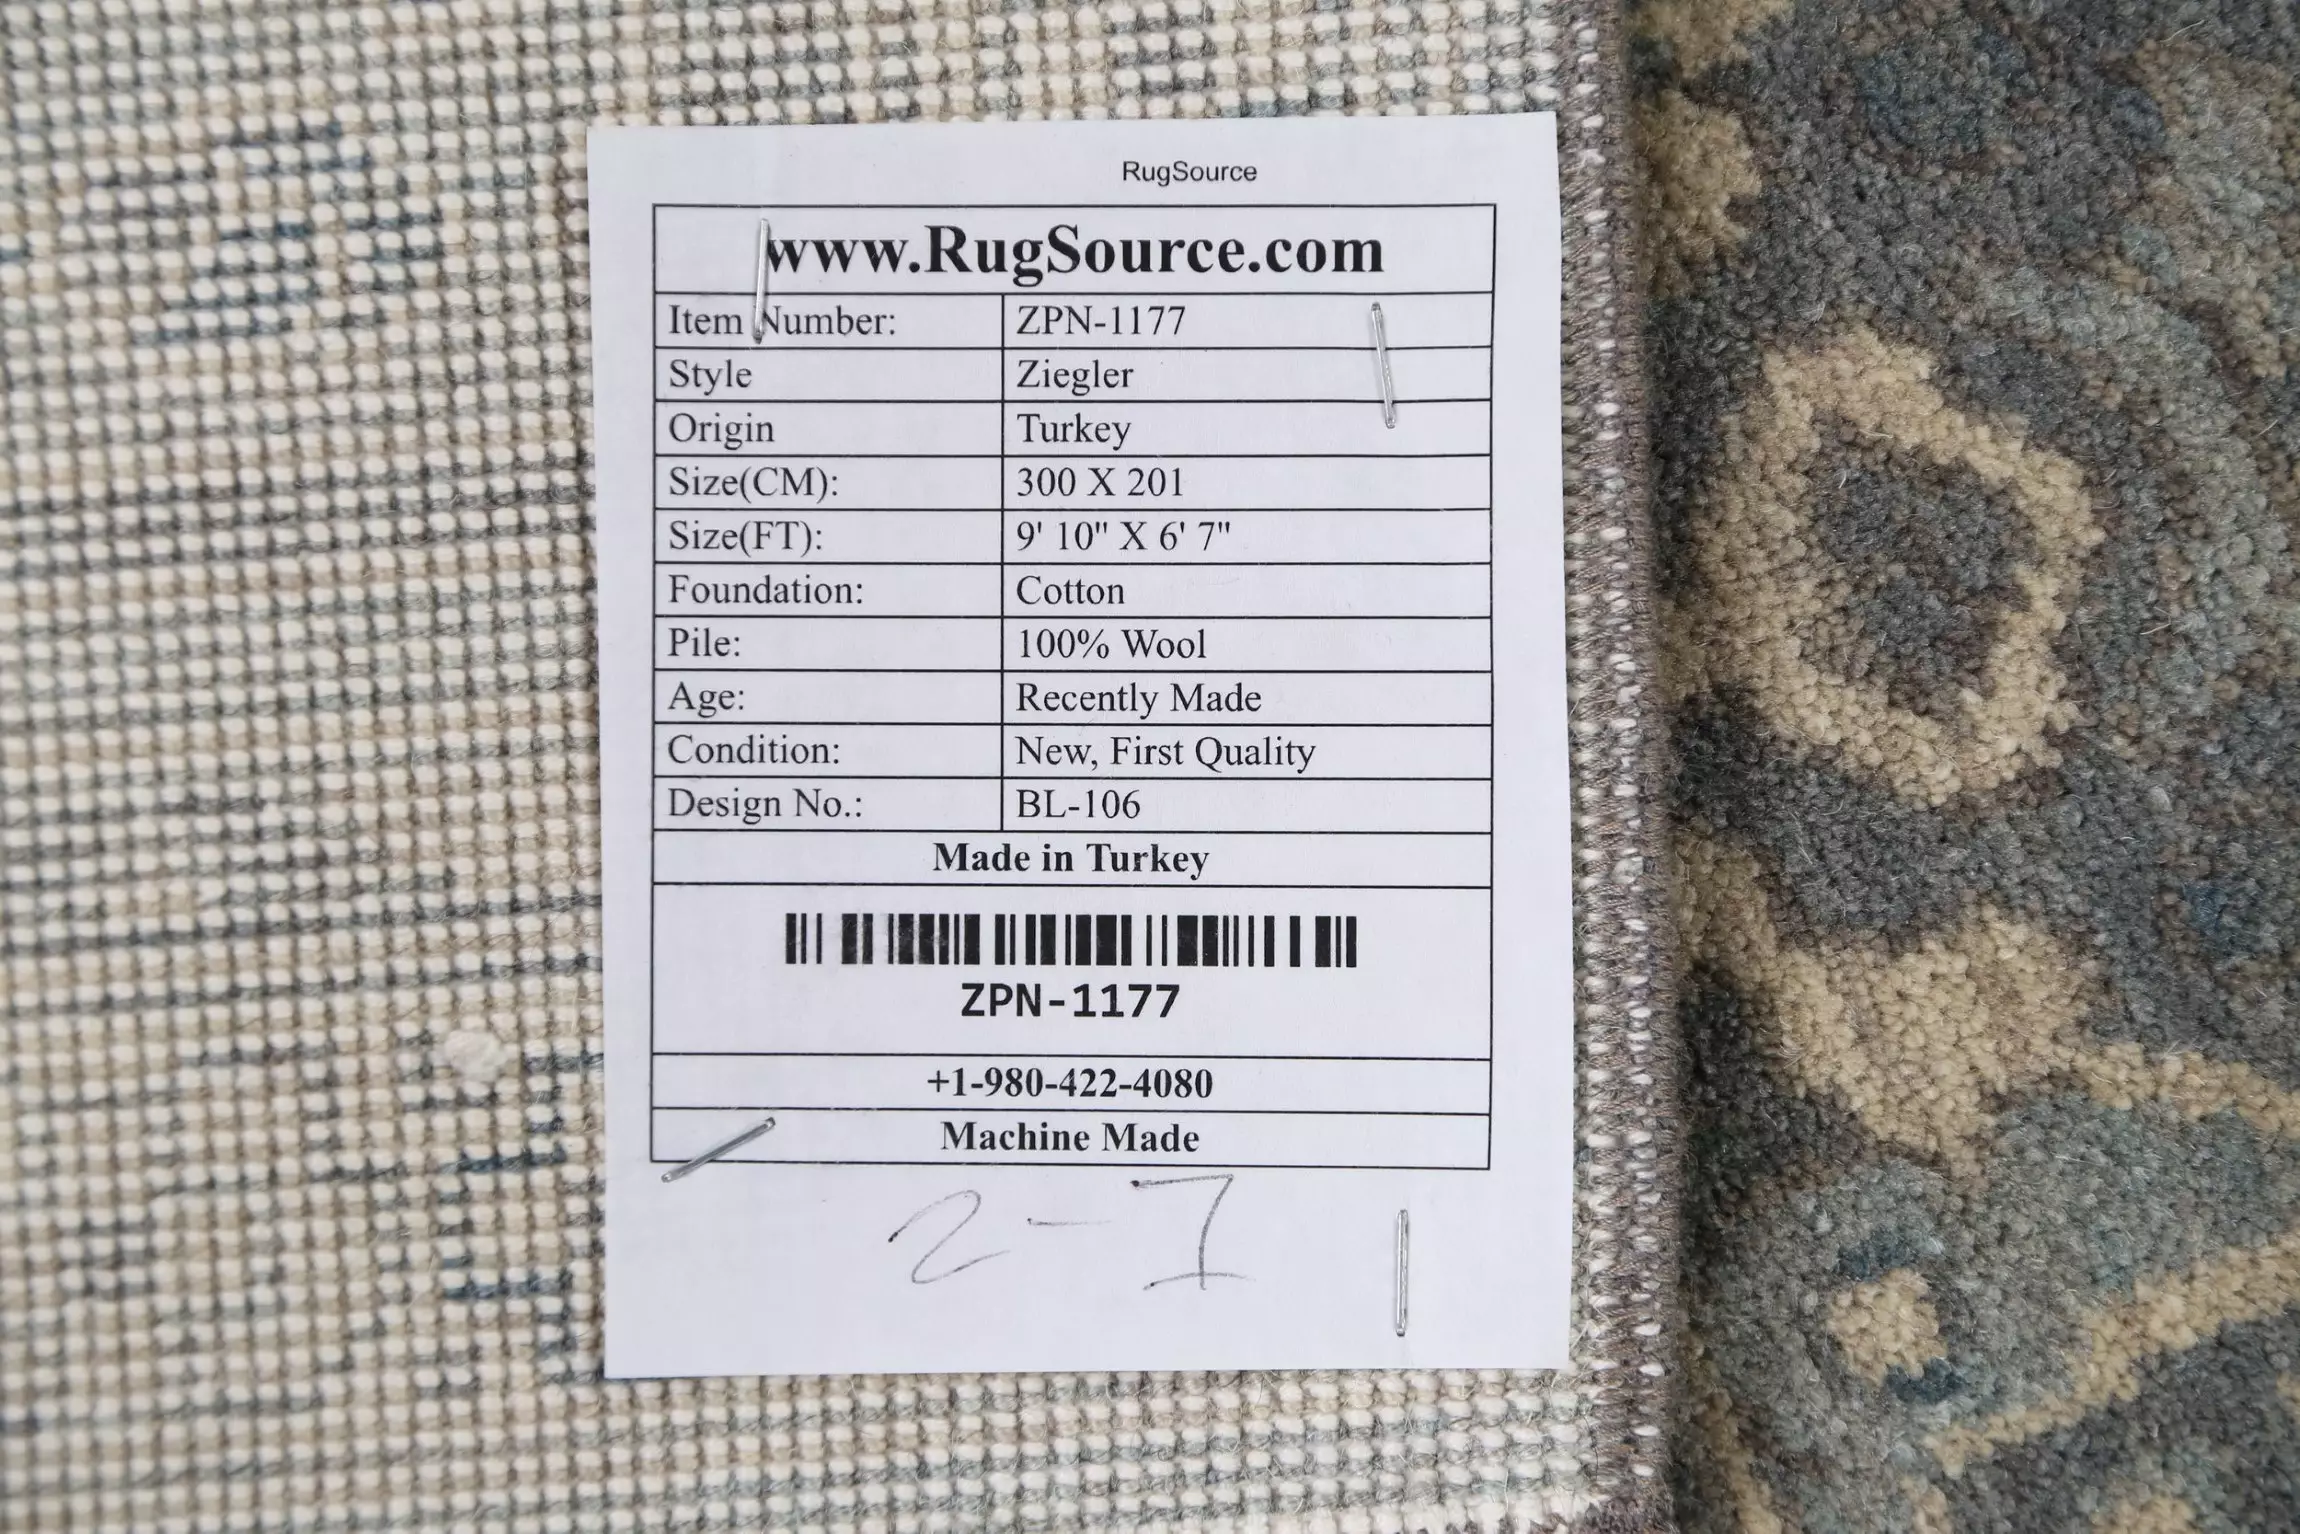 RugSource
www.RugSource.com
Item Number: ZPN-1177
Style Ziegler
Origin Turkey
Size(CM): 300 X 201
Size(FT): 9' 10" X 6' 7"
Foundation: Cotton
Pile: 100% Wool
Age: Recently Made
Condition: New, First Quality
Design No.: BL-106
Made in Turkey
ZPN-1177
+1-980-422-4080
Machine Made
2-1